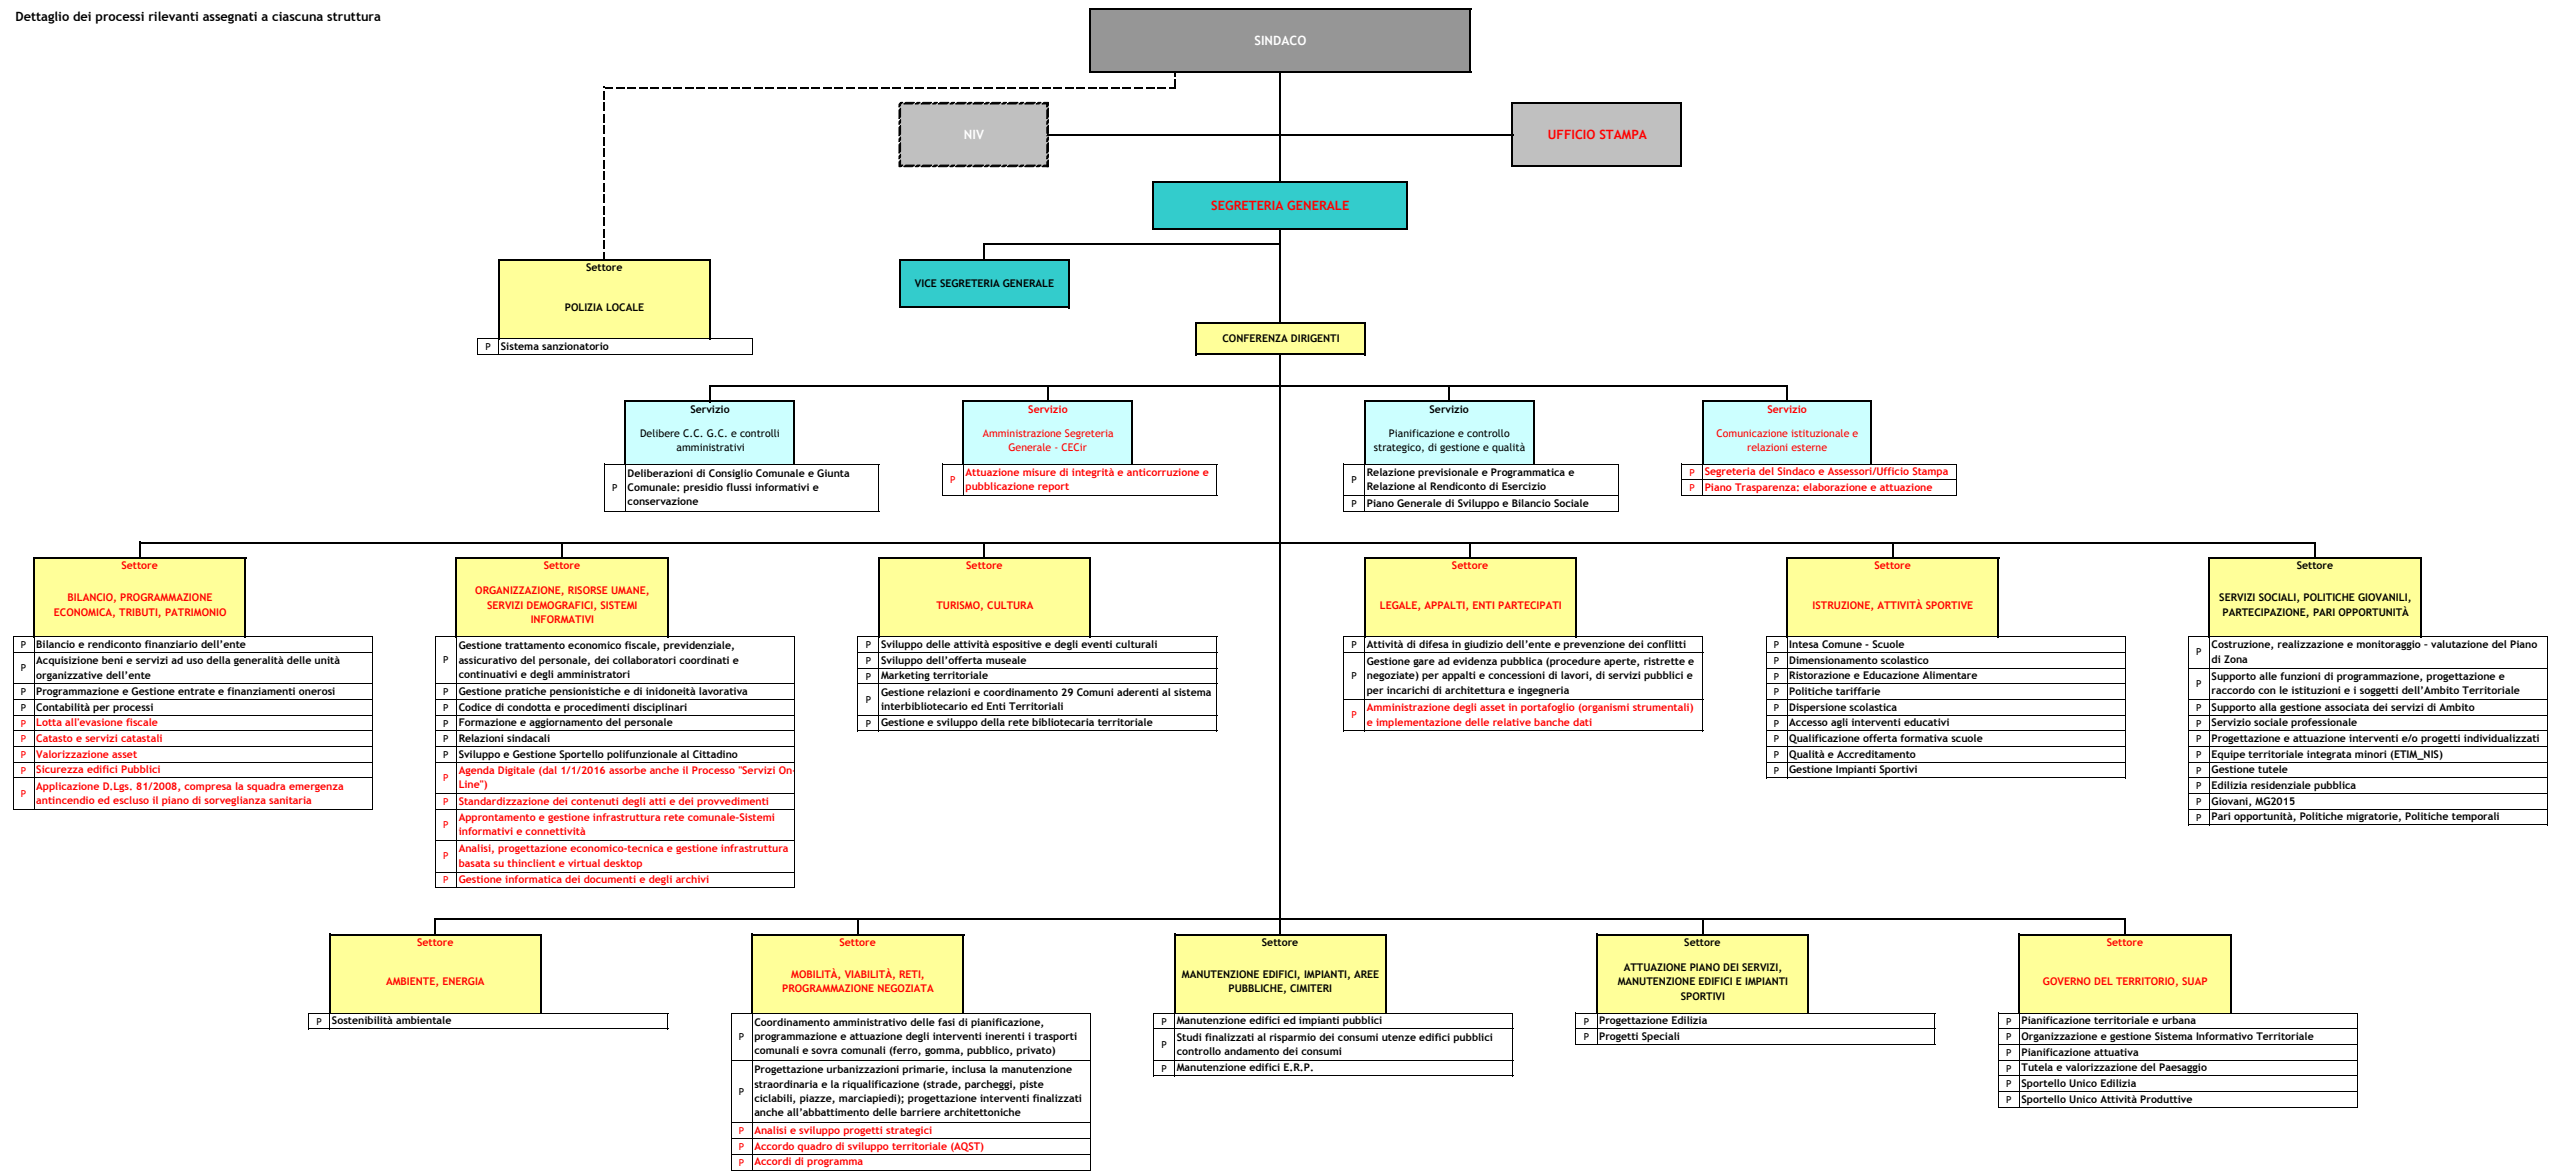 Dettaglio dei processi rilevanti assegnati a ciascuna struttura
SINDACO
NIV
UFFICIO STAMPA
SEGRETERIA GENERALE
VICE SEGRETERIA GENERALE
Settore
POLIZIA LOCALE
P Sistema sanzionatorio
CONFERENZA DIRIGENTI
Servizio
Delibere C.C. G.C. e controlli
amministrativi
P Deliberazioni di Consiglio Comunale e Giunta
Comunale: presidio flussi informativi e
conservazione
Servizio
Amministrazione Segreteria
Generale - CECir
P Attuazione misure di integrità e anticorruzione e
pubblicazione report
Servizio
Pianificazione e controllo
strategico, di gestione e qualità
P Relazione previsionale e Programmatica e
Relazione al Rendiconto di Esercizio
P Piano Generale di Sviluppo e Bilancio Sociale
Servizio
Comunicazione istituzionale e
relazioni esterne
P Segreteria del Sindaco e Assessori/Ufficio Stampa
P Piano Trasparenza: elaborazione e attuazione
Settore
BILANCIO, PROGRAMMAZIONE
ECONOMICA, TRIBUTI, PATRIMONIO
P Bilancio e rendiconto finanziario dell'ente
P Acquisizione beni e servizi ad uso della generalità delle unità
organizzative dell'ente
P Programmazione e Gestione entrate e finanziamenti onerosi
P Contabilità per processi
P Lotta all'evasione fiscale
P Catasto e servizi catastali
P Valorizzazione asset
P Sicurezza edifici Pubblici
P Applicazione D.Lgs. 81/2008, compresa la squadra emergenza
antincendio ed escluso il piano di sorveglianza sanitaria
Settore
ORGANIZZAZIONE, RISORSE UMANE,
SERVIZI DEMOGRAFICI, SISTEMI
INFORMATIVI
P Gestione trattamento economico fiscale, previdenziale,
assicurativo del personale, dei collaboratori coordinati e
continuativi e degli amministratori
P Gestione pratiche pensionistiche e di inidoneità lavorativa
P Codice di condotta e procedimenti disciplinari
P Formazione e aggiornamento del personale
P Relazioni sindacali
P Sviluppo e Gestione Sportello polifunzionale al Cittadino
P Agenda Digitale (dal 1/1/2016 assorbe anche il Processo "Servizi On-
Line")
P Standardizzazione dei contenuti degli atti e dei provvedimenti
P Approntamento e gestione infrastruttura rete comunale-Sistemi
informativi e connettività
P Analisi, progettazione economico-tecnica e gestione infrastruttura
basata su thinclient e virtual desktop
P Gestione informatica dei documenti e degli archivi
Settore
TURISMO, CULTURA
P Sviluppo delle attività espositive e degli eventi culturali
P Sviluppo dell'offerta museale
P Marketing territoriale
P Gestione relazioni e coordinamento 29 Comuni aderenti al sistema
interbibliotecario ed Enti Territoriali
P Gestione e sviluppo della rete bibliotecaria territoriale
Settore
LEGALE, APPALTI, ENTI PARTECIPATI
P Attività di difesa in giudizio dell'ente e prevenzione dei conflitti
P Gestione gare ad evidenza pubblica (procedure aperte, ristrette e
negoziate) per appalti e concessioni di lavori, di servizi pubblici e
per incarichi di architettura e ingegneria
P Amministrazione degli asset in portafoglio (organismi strumentali)
e implementazione delle relative banche dati
Settore
ISTRUZIONE, ATTIVITÀ SPORTIVE
P Intesa Comune - Scuole
P Dimensionamento scolastico
P Ristorazione e Educazione Alimentare
P Politiche tariffarie
P Dispersione scolastica
P Accesso agli interventi educativi
P Qualificazione offerta formativa scuole
P Qualità e Accreditamento
P Gestione Impianti Sportivi
Settore
SERVIZI SOCIALI, POLITICHE GIOVANILI,
PARTECIPAZIONE, PARI OPPORTUNITÀ
P Costruzione, realizzazione e monitoraggio - valutazione del Piano
di Zona
P Supporto alle funzioni di programmazione, progettazione e
raccordo con le istituzioni e i soggetti dell'Ambito Territoriale
P Supporto alla gestione associata dei servizi di Ambito
P Servizio sociale professionale
P Progettazione e attuazione interventi e/o progetti individualizzati
P Equipe territoriale integrata minori (ETIM_NIS)
P Gestione tutele
P Edilizia residenziale pubblica
P Giovani, MG2015
P Pari opportunità, Politiche migratorie, Politiche temporali
Settore
AMBIENTE, ENERGIA
P Sostenibilità ambientale
Settore
MOBILITÀ, VIABILITÀ, RETI,
PROGRAMMAZIONE NEGOZIATA
P Coordinamento amministrativo delle fasi di pianificazione,
programmazione e attuazione degli interventi inerenti i trasporti
comunali e sovra comunali (ferro, gomma, pubblico, privato)
P Progettazione urbanizzazioni primarie, inclusa la manutenzione
straordinaria e la riqualificazione (strade, parcheggi, piste
ciclabili, piazze, marciapiedi); progettazione interventi finalizzati
anche all'abbattimento delle barriere architettoniche
P Analisi e sviluppo progetti strategici
P Accordo quadro di sviluppo territoriale (AQST)
P Accordi di programma
Settore
MANUTENZIONE EDIFICI, IMPIANTI, AREE
PUBBLICHE, CIMITERI
P Manutenzione edifici ed impianti pubblici
P Studi finalizzati al risparmio dei consumi utenze edifici pubblici
controllo andamento dei consumi
P Manutenzione edifici E.R.P.
Settore
ATTUAZIONE PIANO DEI SERVIZI,
MANUTENZIONE EDIFICI E IMPIANTI
SPORTIVI
P Progettazione Edilizia
P Progetti Speciali
Settore
GOVERNO DEL TERRITORIO, SUAP
P Pianificazione territoriale e urbana
P Organizzazione e gestione Sistema Informativo Territoriale
P Pianificazione attuativa
P Tutela e valorizzazione del Paesaggio
P Sportello Unico Edilizia
P Sportello Unico Attività Produttive